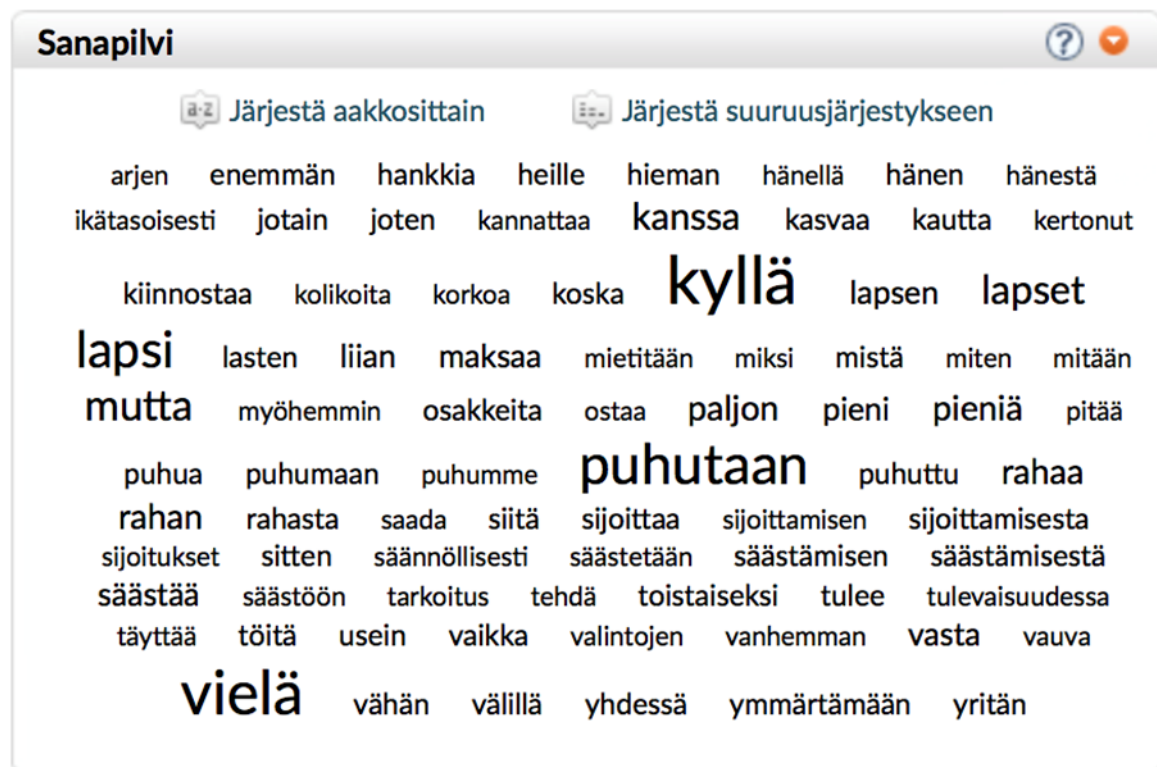 Sanapilvi ?
a-z Järjestä aakkosittain Järjestä suuruusjärjestykseen
arjen enemmän hankkia heille hieman hänellä hänen hänestä
ikätasoisesti jotain joten kannattaa kanssa kasvaa kautta kertonut
kiinnostaa kolikoita korkoa koska kyllä lapsen lapset
lapsi lasten liian maksaa mietitään miksi mistä miten mitään
mutta myöhemmin osakkeita ostaa paljon pieni pieniä pitää
puhua puhumaan puhumme puhutaan puhuttu rahaa
rahan rahasta saada siitä sijoittaa sijoittamisen sijoittamisesta
sijoitukset sitten säännöllisesti säästetään säästämisen säästämisestä
säästää säästöön tarkoitus tehdä toistaiseksi tulee tulevaisuudessa
täyttää töitä usein vaikka valintojen vanhemman vasta vauva
vielä vähän välillä yhdessä ymmärtämään yritän